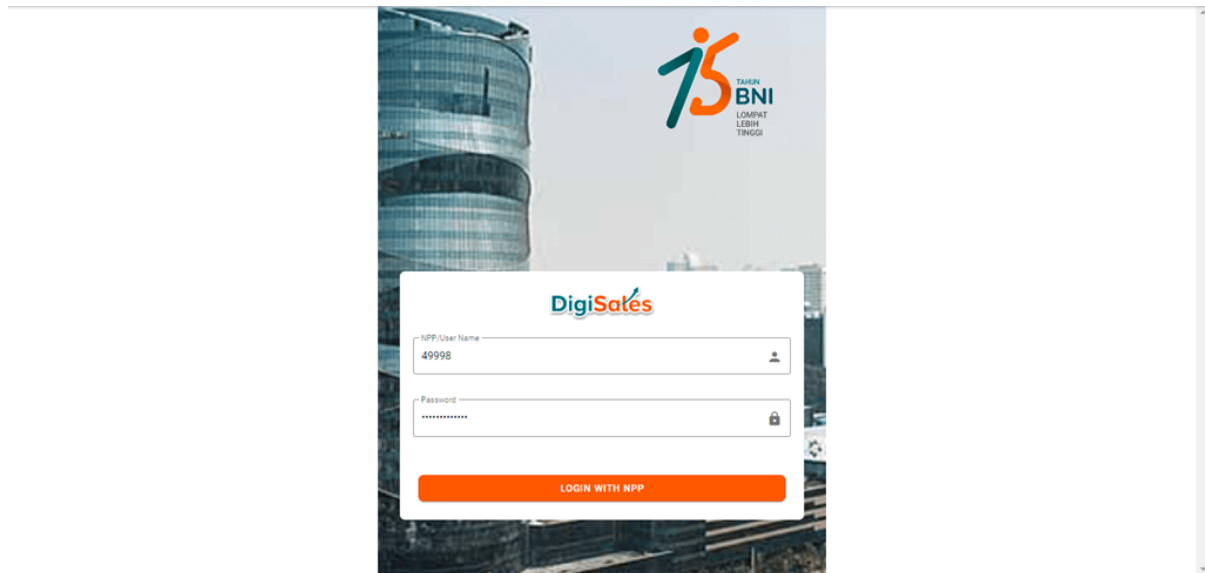 75
TAHUN
BNI
LOMPAT
LEBIH
TINGGI
DigiSales
NPP/User Name
49998
Password
•••••••••••••
LOGIN WITH NPP